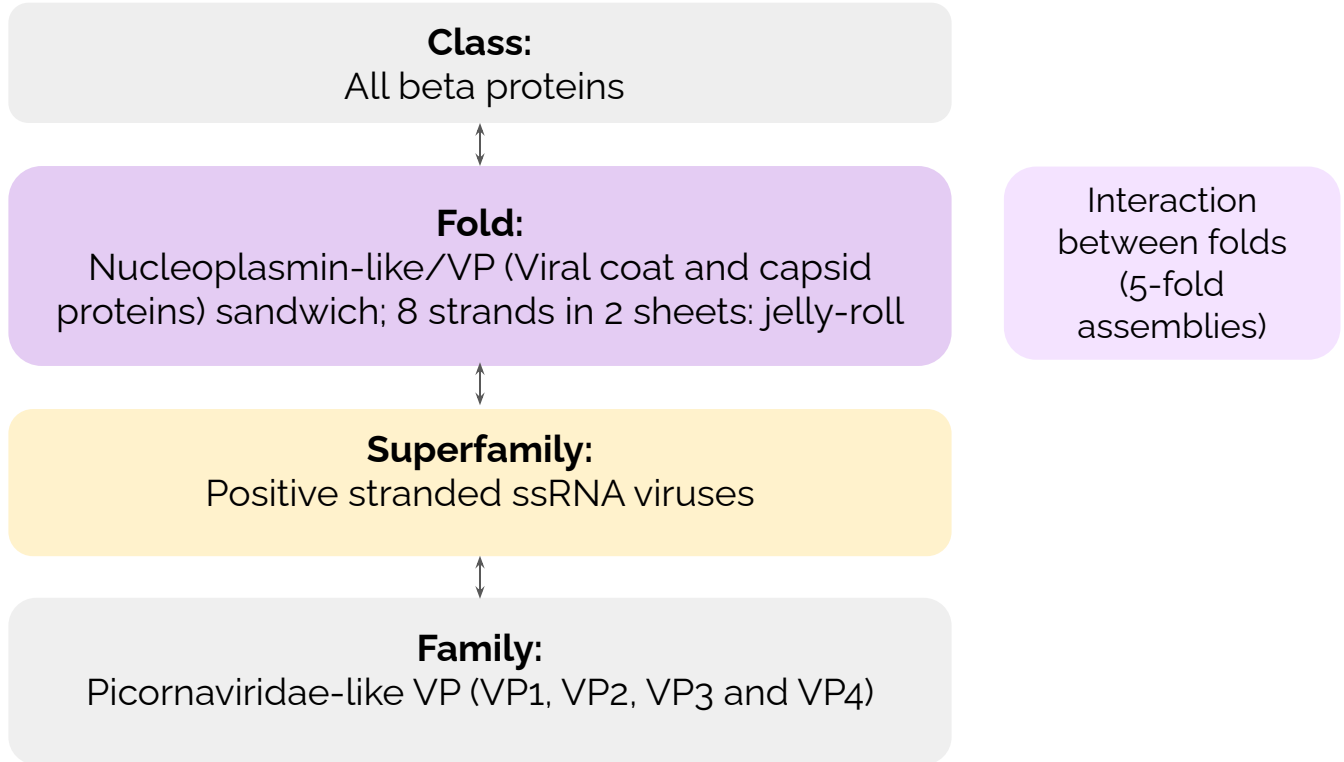 Class:
All beta proteins
Fold:
Nucleoplasmin-like/VP (Viral coat and capsid
proteins) sandwich; 8 strands in 2 sheets: jelly-roll
Interaction
between folds
(5-fold
assemblies)
Superfamily:
Positive stranded ssRNA viruses
Family:
Picornaviridae-like VP (VP1, VP2, VP3 and VP4)